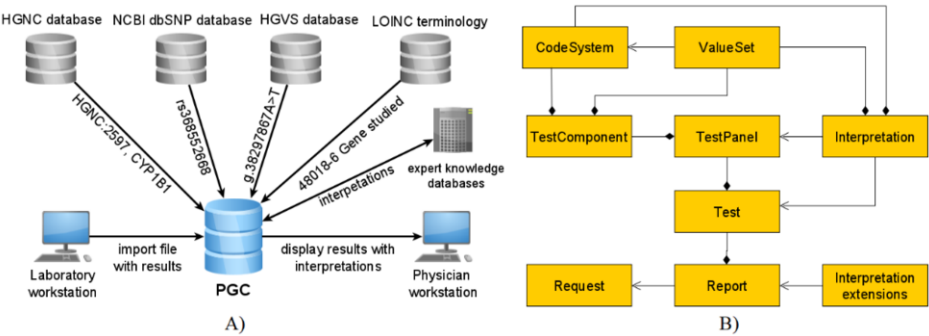 HGNC database
NCBI dbSNP database
HGVS database
LOINC terminology
HGNC:2597, CYP1B1
rs368552668
g.38297867A>T
48018-6 Gene studied
interpetations
expert knowledge
databases
import file
with results
display results with
interpretations
Laboratory
workstation
PGC
Physician
workstation
A)
CodeSystem
ValueSet
TestComponent
TestPanel
Interpretation
Test
Request
Report
Interpretation
extensions
B)